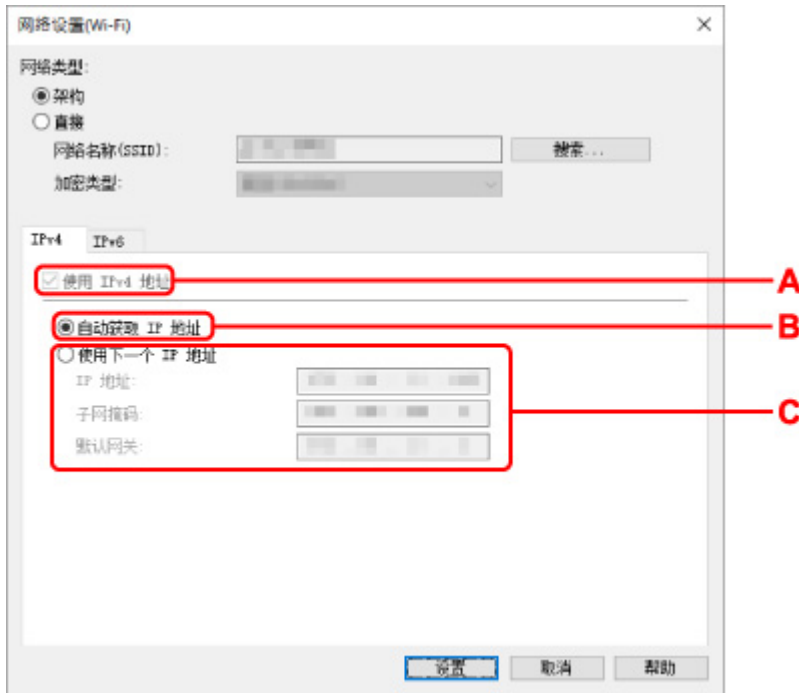 网络设置(Wi-Fi)
网络类型:
架构
直接
网络名称(SSID): 搜索...
加密类型:
IPv4 IPv6
使用 IPv4 地址 A
自动获取 IP 地址 B
使用下一个 IP 地址
IP 地址:
子网掩码: C
默认网关:
设置 取消 帮助